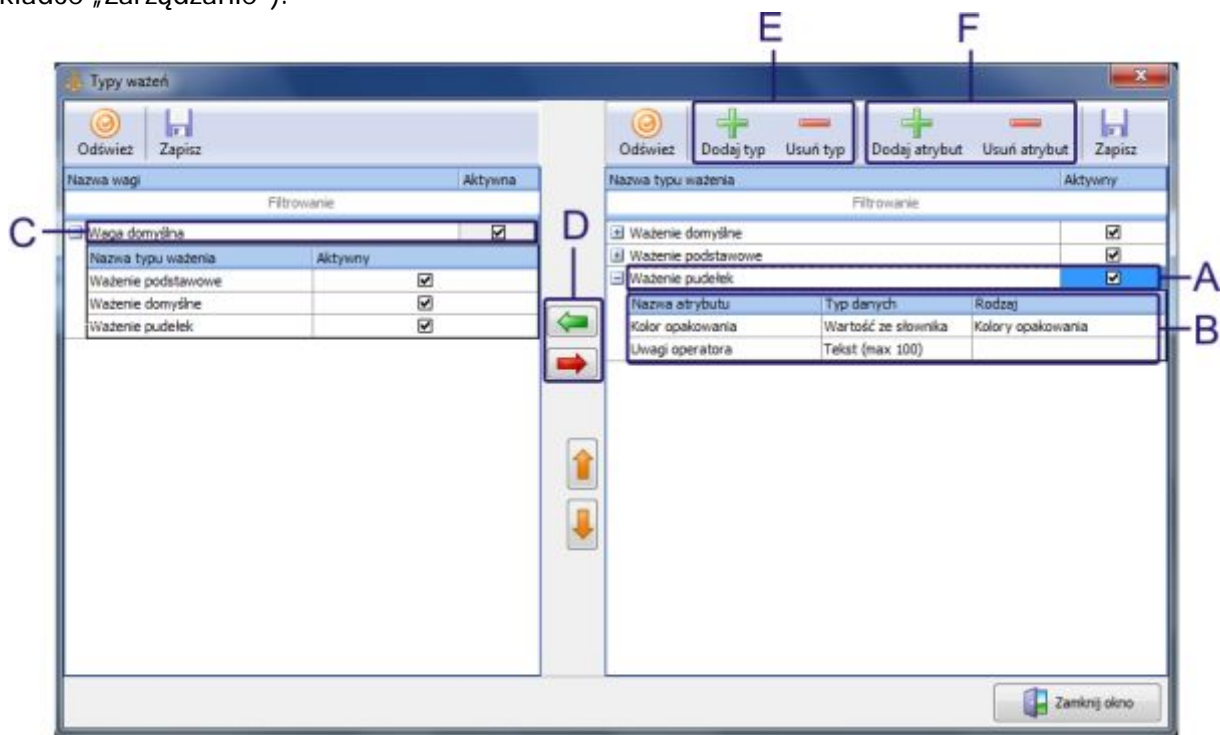 „Zarządzanie").
E F
Typy ważeń
Odśwież Zapisz
Odśwież Dodaj typ Usuń typ Dodaj atrybut Usuń atrybut Zapisz
Nazwa wagi Aktywna
Nazwa typu ważenia Aktywny
Filtrowanie
Filtrowanie
C
Waga domyślna
Nazwa typu ważenia Aktywny
Ważenie podstawowe
Ważenie domyślne
Ważenie pudełek
D
Ważenie domyślne
Ważenie podstawowe
Ważenie pudełek
A
Nazwa atrybutu Typ danych Rodzaj
Kolor opakowania Wartość ze słownika Kolory opakowania
Uwagi operatora Tekst (max 100)
B
Zamknij okno